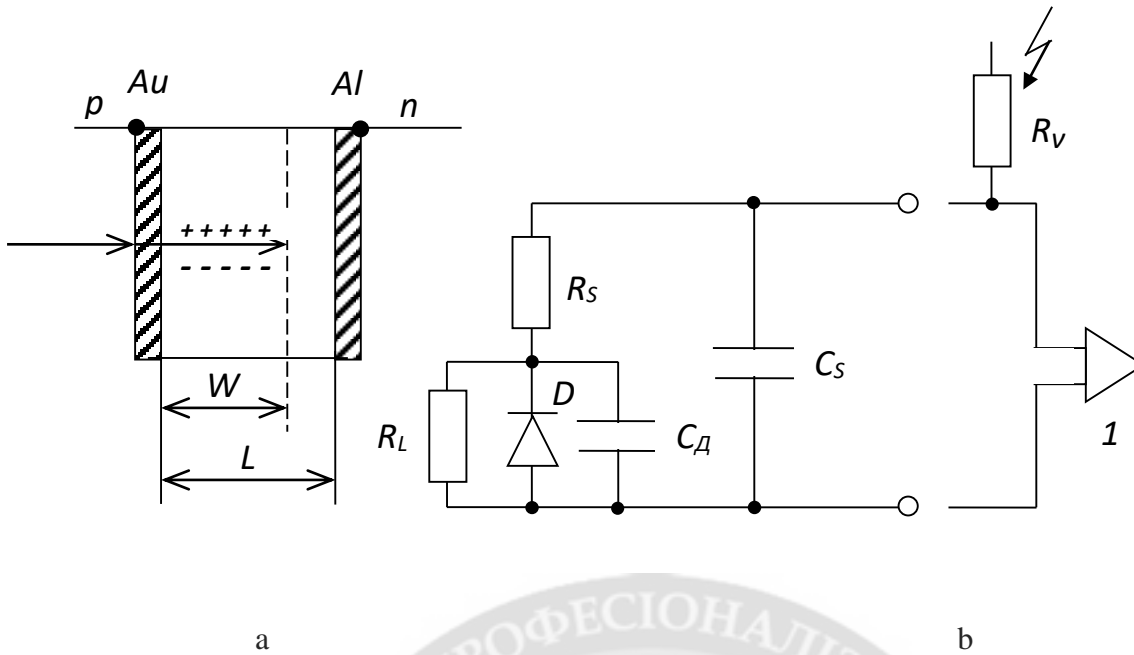 Au
Al
p
n
+ + + + +
- - - - -
W
L
R_V
R_S
C_S
D
R_L
C_Д
1
a
b